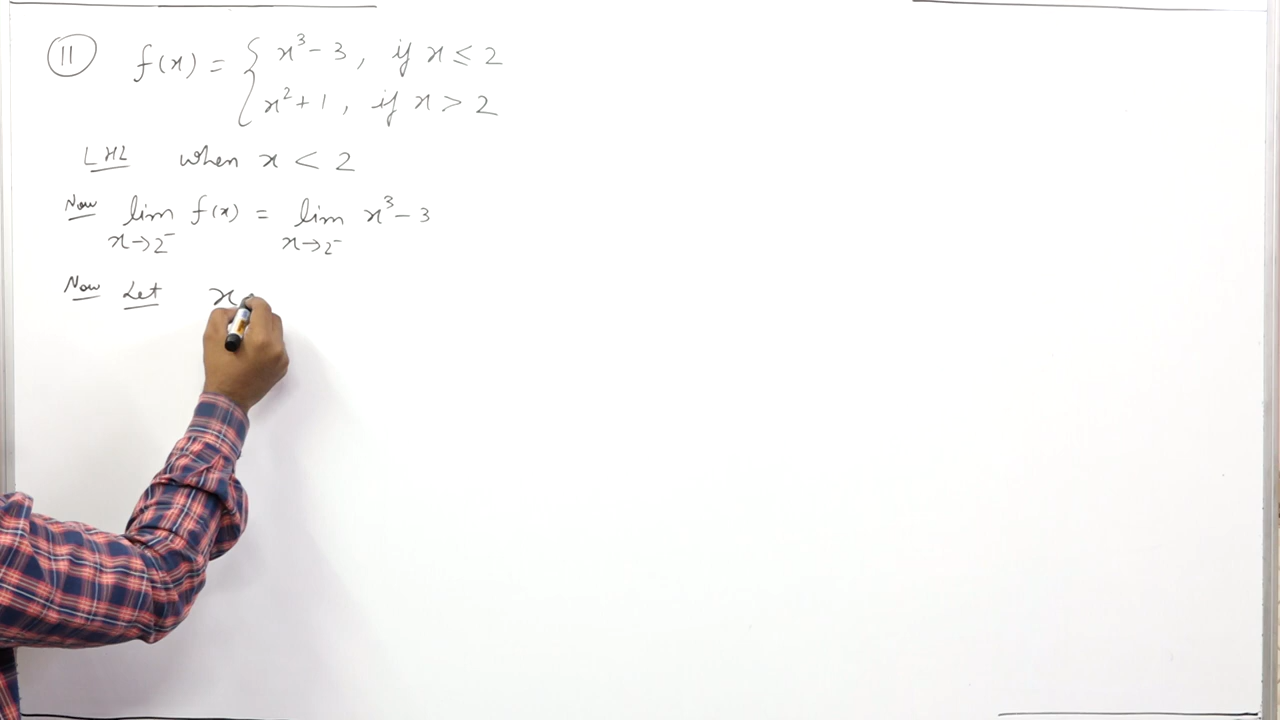 11 f(x) = { x³ - 3, if x ≤ 2
x² + 1, if x > 2
LHL when x < 2
Now lim x→2⁻ f(x) = lim x→2⁻ x³ - 3
Now Let x